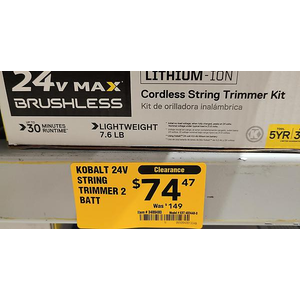 24V MAX
BRUSHLESS
LITHIUM-ION
Cordless String Trimmer Kit
Kit de orilladora inalámbrica
UP TO
30 MINUTES
RUNTIME
LIGHTWEIGHT
7.6 LB
5YR
KOBALT 24V
STRING
TRIMMER 2
BATT
Clearance
$74.47
Was $149